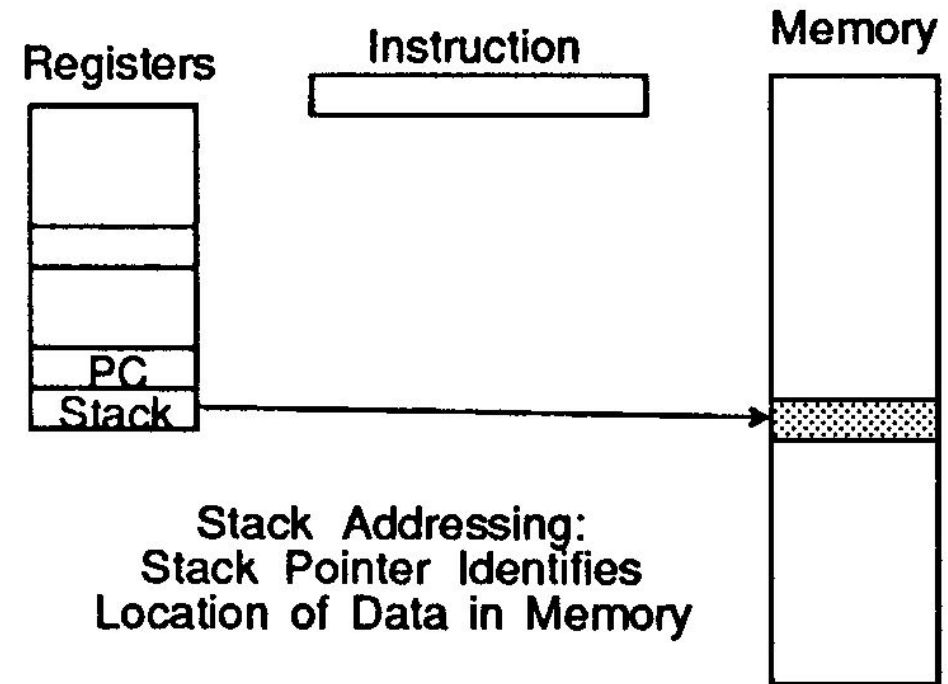 Registers
Instruction
Memory
PC
Stack
Stack Addressing:
Stack Pointer Identifies
Location of Data in Memory